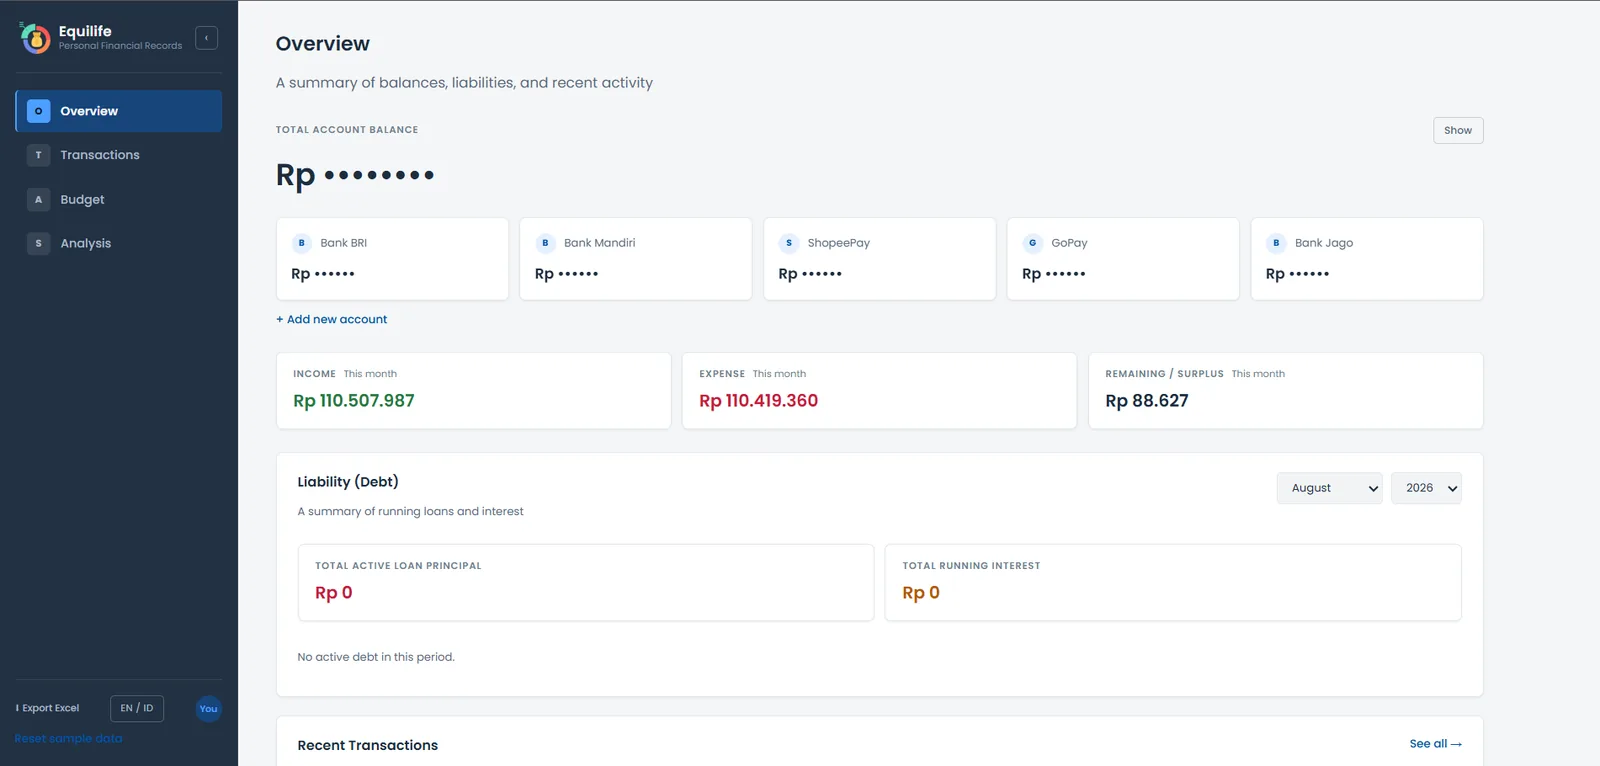 Equilife
Personal Financial Records
‹
O Overview
T Transactions
A Budget
S Analysis
Export Excel
EN / ID
You
Reset sample data
Overview
A summary of balances, liabilities, and recent activity
TOTAL ACCOUNT BALANCE
Show
Rp ••••••••
B Bank BRI
Rp ••••••
B Bank Mandiri
Rp ••••••
S ShopeePay
Rp ••••••
G GoPay
Rp ••••••
B Bank Jago
Rp ••••••
+ Add new account
INCOME This month
Rp 110.507.987
EXPENSE This month
Rp 110.419.360
REMAINING / SURPLUS This month
Rp 88.627
Liability (Debt)
August
2026
A summary of running loans and interest
TOTAL ACTIVE LOAN PRINCIPAL
Rp 0
TOTAL RUNNING INTEREST
Rp 0
No active debt in this period.
Recent Transactions
See all →